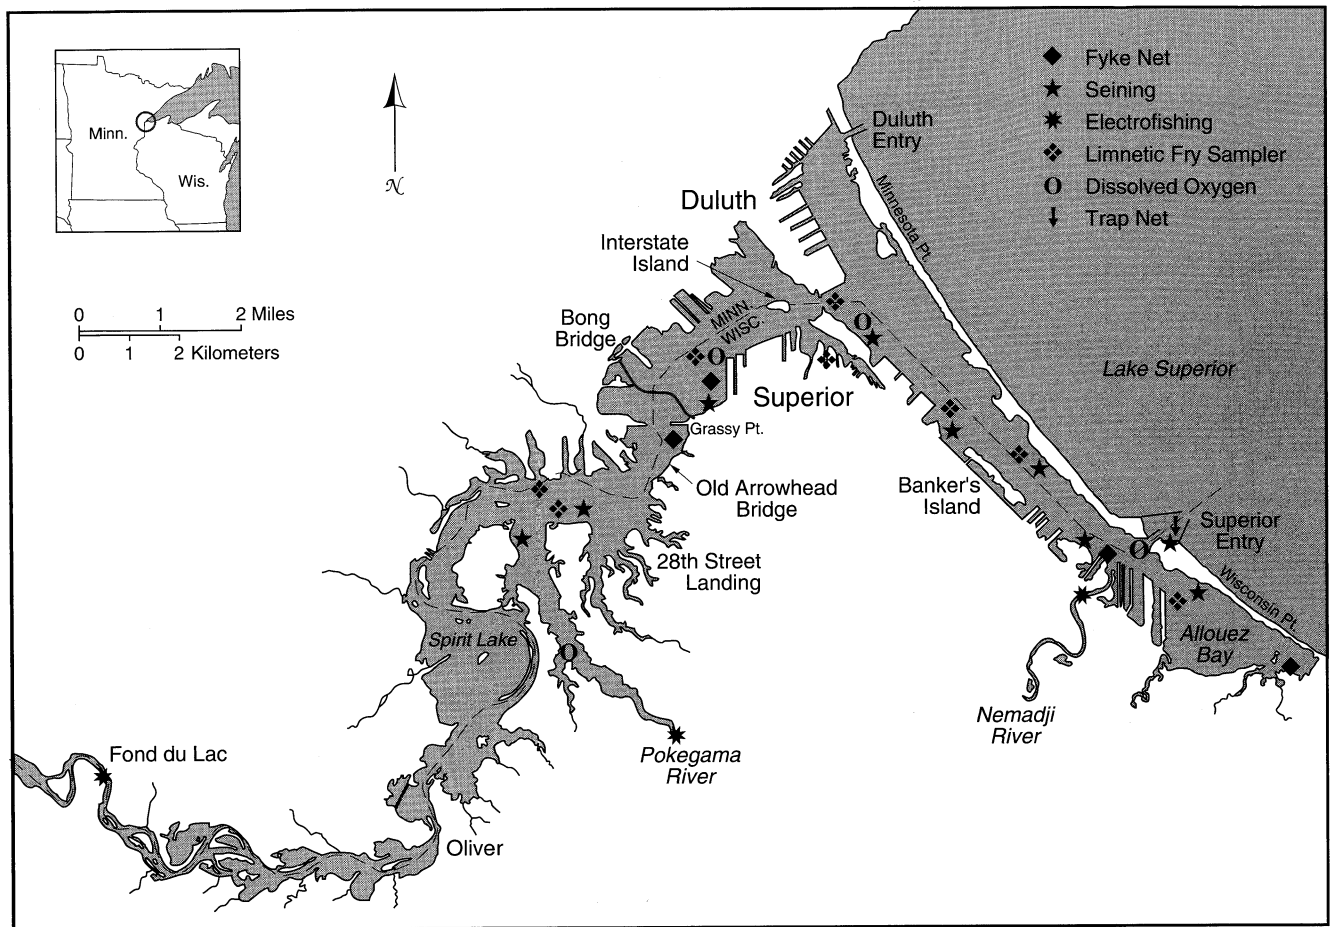 Minn.
Wis.
N
0 1 2 Miles
0 1 2 Kilometers
Fyke Net
Seining
Electrofishing
Limnetic Fry Sampler
O Dissolved Oxygen
Trap Net
Duluth
Entry
Minnesota Pt.
Duluth
Interstate
Island
MINN.
WISC.
Bong
Bridge
O
O
Lake Superior
Superior
Grassy Pt.
Old Arrowhead
Bridge
Banker's
Island
Superior
Entry
O
28th Street
Landing
Wisconsin Pt.
Spirit Lake
O
Allouez
Bay
Nemadji
River
Pokegama
River
Fond du Lac
Oliver